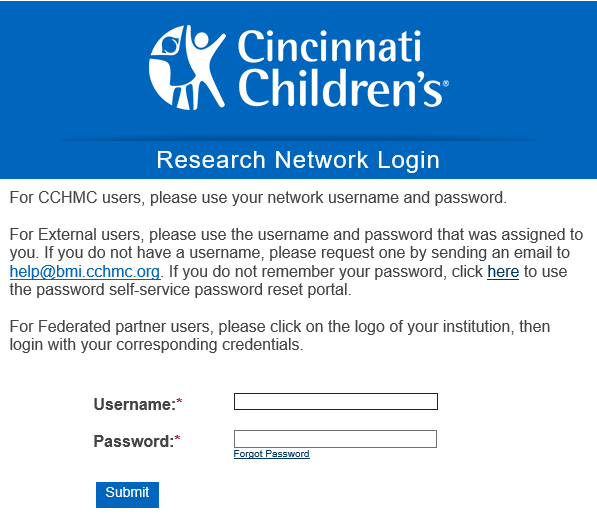 Cincinnati
Children's®
Research Network Login
For CCHMC users, please use your network username and password.
For External users, please use the username and password that was assigned to
you. If you do not have a username, please request one by sending an email to
help@bmi.cchmc.org. If you do not remember your password, click here to use
the password self-service password reset portal.
For Federated partner users, please click on the logo of your institution, then
login with your corresponding credentials.
Username:*
Password:*
Forgot Password
Submit